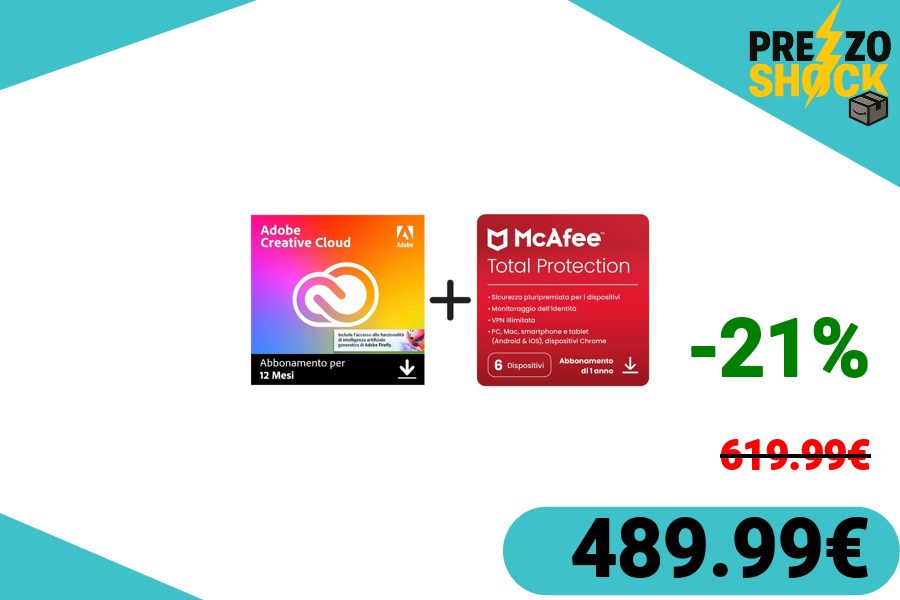 PREZZO
SHOCK
Adobe
Creative Cloud
Adobe
Include l'accesso alle funzionalità
di intelligenza artificiale
generativa di Adobe Firefly.
Abbonamento per
12 Mesi
+
McAfee™
Total Protection
• Sicurezza pluripremiata per i dispositivi
• Monitoraggio dell'identità
• VPN illimitata
• PC, Mac, smartphone e tablet
(Android & iOS), dispositivi Chrome
6 Dispositivi
Abbonamento
di 1 anno
-21%
619.99€
489.99€